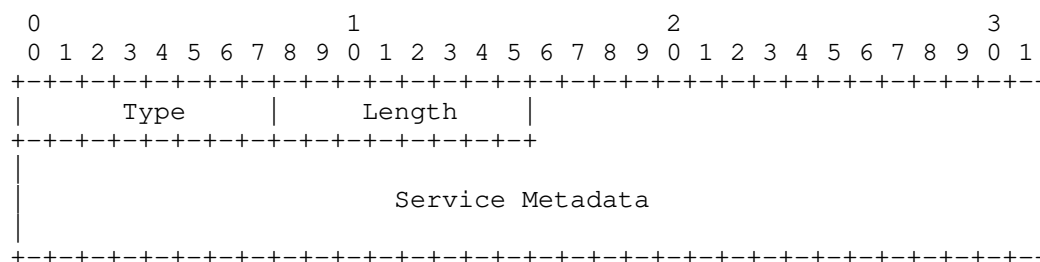 0                   1                   2                   3
 0 1 2 3 4 5 6 7 8 9 0 1 2 3 4 5 6 7 8 9 0 1 2 3 4 5 6 7 8 9 0 1
+-+-+-+-+-+-+-+-+-+-+-+-+-+-+-+-+-+-+-+-+-+-+-+-+-+-+-+-+-+-+-+--
|      Type     |     Length    |
+-+-+-+-+-+-+-+-+-+-+-+-+-+-+-+-+
|
|                       Service Metadata
|
+-+-+-+-+-+-+-+-+-+-+-+-+-+-+-+-+-+-+-+-+-+-+-+-+-+-+-+-+-+-+-+--